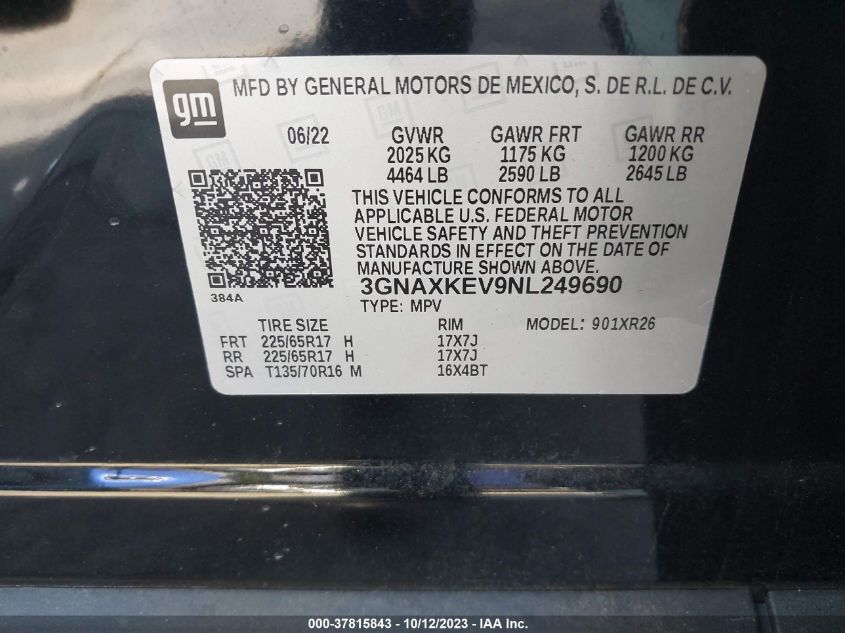 gm
MFD BY GENERAL MOTORS DE MEXICO, S. DE R.L. DE C.V.
06/22 GVWR GAWR FRT GAWR RR
2025 KG 1175 KG 1200 KG
4464 LB 2590 LB 2645 LB
THIS VEHICLE CONFORMS TO ALL
APPLICABLE U.S. FEDERAL MOTOR
VEHICLE SAFETY AND THEFT PREVENTION
STANDARDS IN EFFECT ON THE DATE OF
MANUFACTURE SHOWN ABOVE.
384A
3GNAXKEV9NL249690
TYPE: MPV
TIRE SIZE RIM MODEL: 901XR26
FRT 225/65R17 H 17X7J
RR 225/65R17 H 17X7J
SPA T135/70R16 M 16X4BT
000-37815843 - 10/12/2023 - IAA Inc.